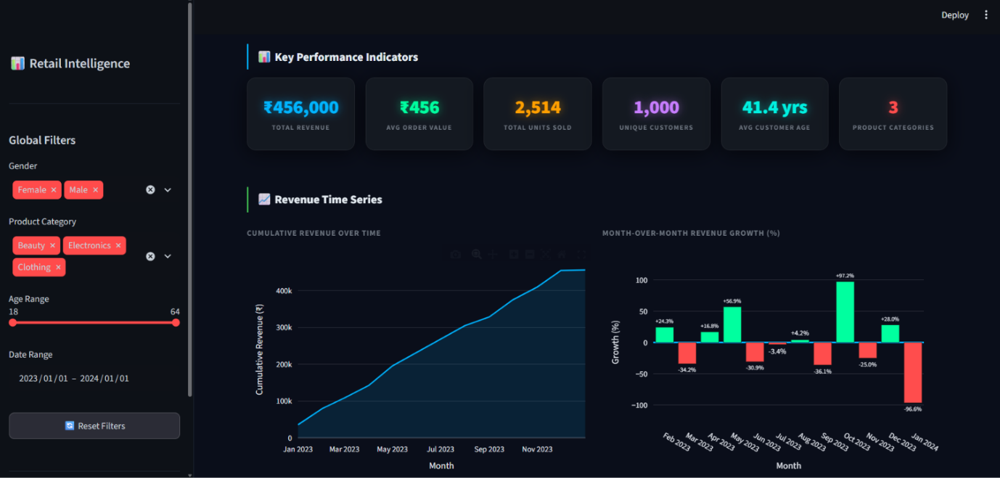 Deploy
📊 Retail Intelligence
Global Filters
Gender
Female × Male ×
Product Category
Beauty × Electronics ×
Clothing ×
Age Range
18 64
Date Range
2023/01/01 – 2024/01/01
Reset Filters
Key Performance Indicators
₹456,000
TOTAL REVENUE
₹456
AVG ORDER VALUE
2,514
TOTAL UNITS SOLD
1,000
UNIQUE CUSTOMERS
41.4 yrs
AVG CUSTOMER AGE
3
PRODUCT CATEGORIES
Revenue Time Series
CUMULATIVE REVENUE OVER TIME
Cumulative Revenue (₹)
400k
300k
200k
100k
0
Jan 2023 Mar 2023 May 2023 Jul 2023 Sep 2023 Nov 2023
Month
MONTH-OVER-MONTH REVENUE GROWTH (%)
Growth (%)
100
50
0
−50
−100
+24.3%
-34.2%
+16.8%
+56.9%
-30.9%
-3.4%
+4.2%
-36.1%
+97.2%
-25.0%
+28.0%
-96.6%
Feb 2023 Mar 2023 Apr 2023 May 2023 Jun 2023 Jul 2023 Aug 2023 Sep 2023 Oct 2023 Nov 2023 Dec 2023 Jan 2024
Month